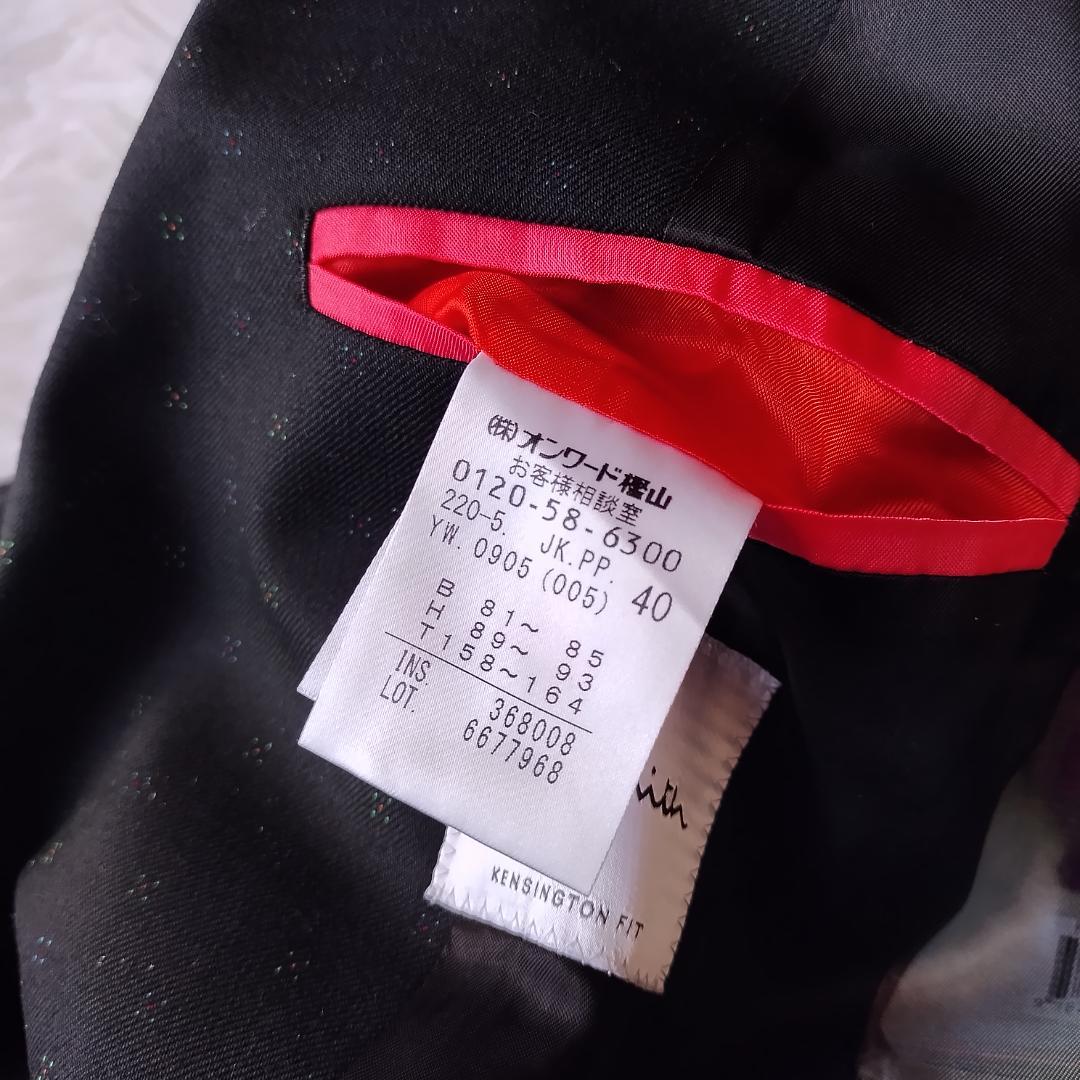 (株)オンワード樫山
お客様相談室
0120-58-6300
220-5. JK.PP.
YW. 0905 (005) 40
B 81～ 85
H 89～ 93
T158～164
INS. 368008
LOT. 6677968
ith
KENSINGTON FIT